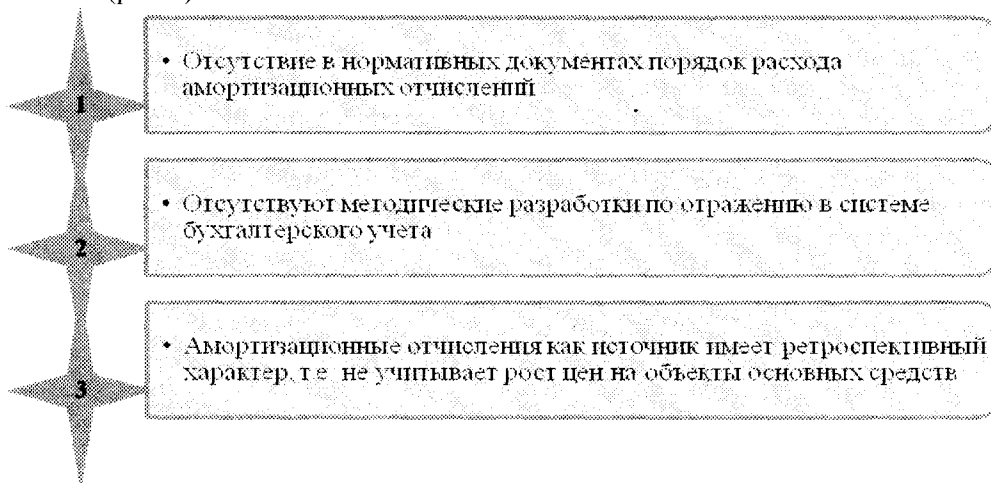 1
• Отсутствие в нормативных документах порядок расхода
амортизационных отчислений
2
• Отсутствуют методические разработки по отражению в системе
бухгалтерского учета
3
• Амортизационные отчисления как источник имеет ретроспективный
характер, т.е не учитывает рост цен на объекты основных средств